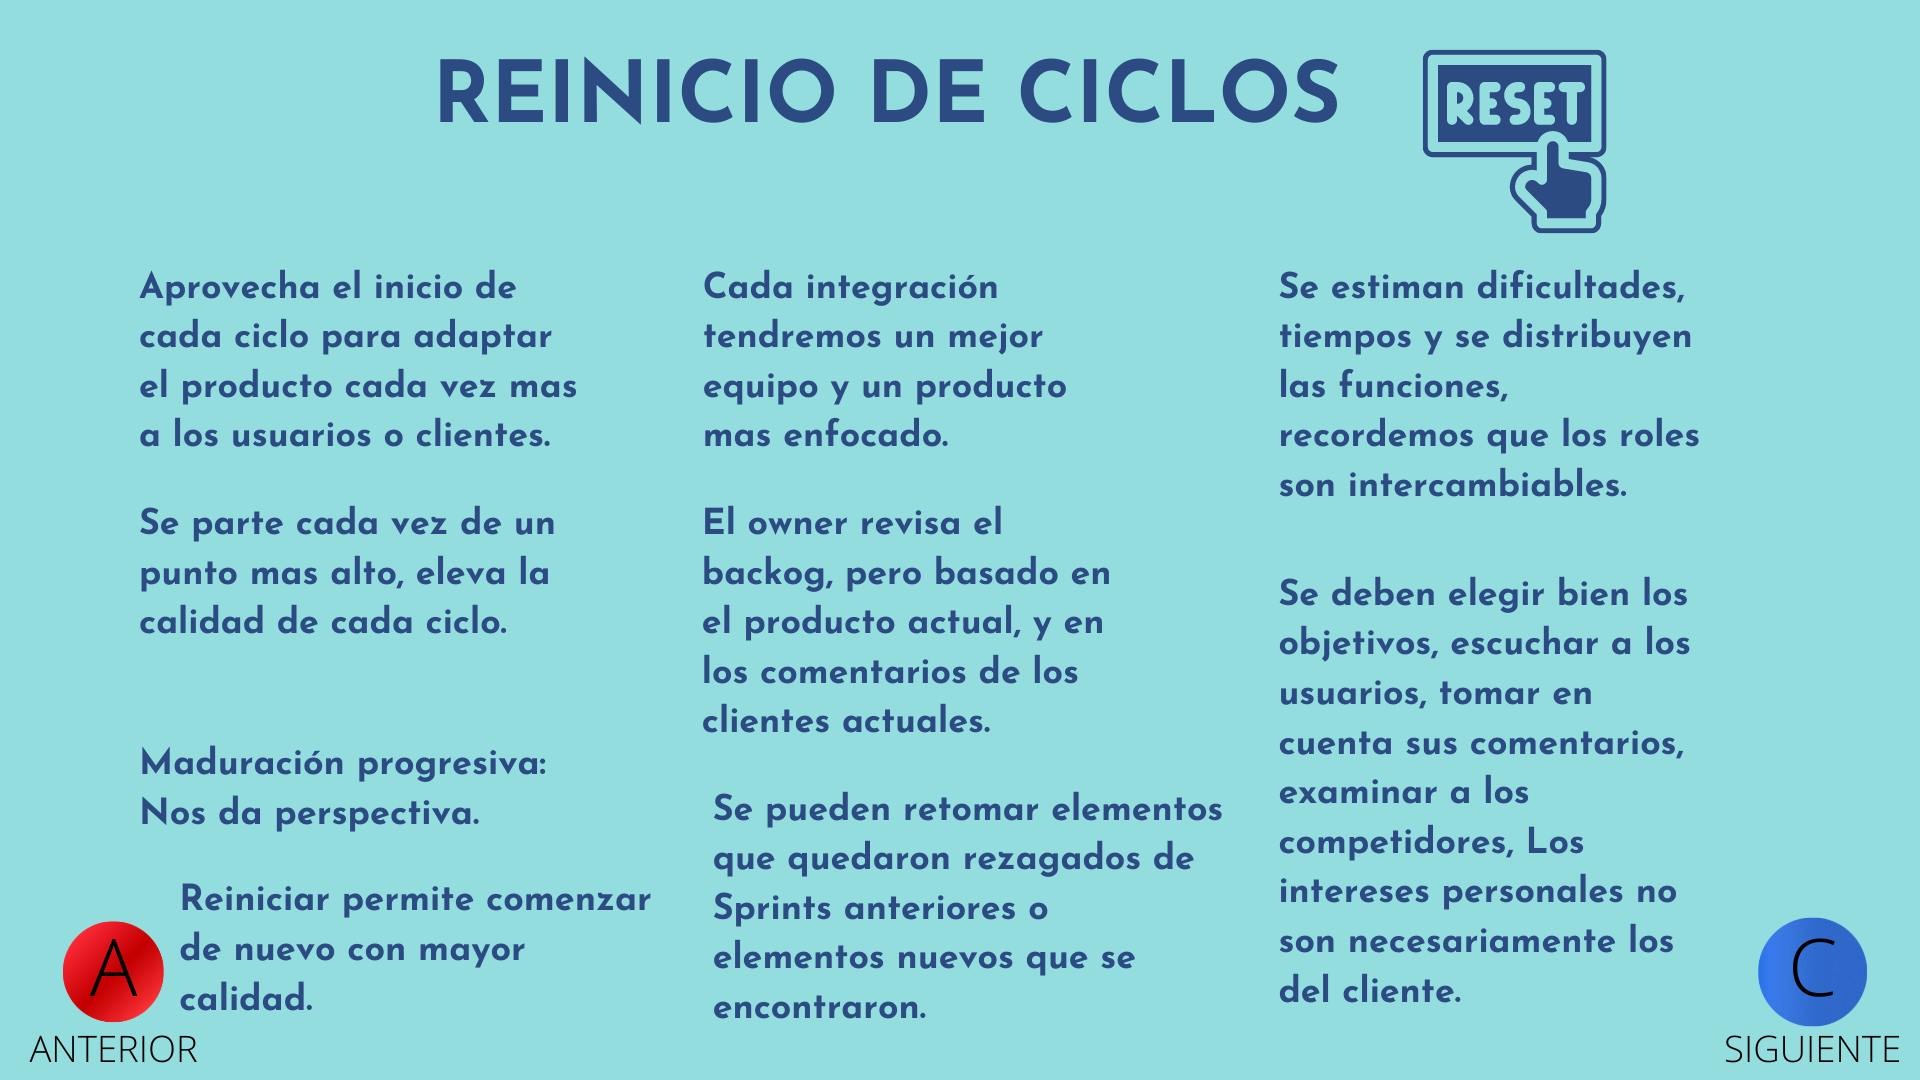 REINICIO DE CICLOS
RESET
Aprovecha el inicio de
cada ciclo para adaptar
el producto cada vez mas
a los usuarios o clientes.
Se parte cada vez de un
punto mas alto, eleva la
calidad de cada ciclo.
Maduración progresiva:
Nos da perspectiva.
Reiniciar permite comenzar
de nuevo con mayor
calidad.
Cada integración
tendremos un mejor
equipo y un producto
mas enfocado.
El owner revisa el
backog, pero basado en
el producto actual, y en
los comentarios de los
clientes actuales.
Se pueden retomar elementos
que quedaron rezagados de
Sprints anteriores o
elementos nuevos que se
encontraron.
Se estiman dificultades,
tiempos y se distribuyen
las funciones,
recordemos que los roles
son intercambiables.
Se deben elegir bien los
objetivos, escuchar a los
usuarios, tomar en
cuenta sus comentarios,
examinar a los
competidores, Los
intereses personales no
son necesariamente los
del cliente.
A
ANTERIOR
C
SIGUIENTE